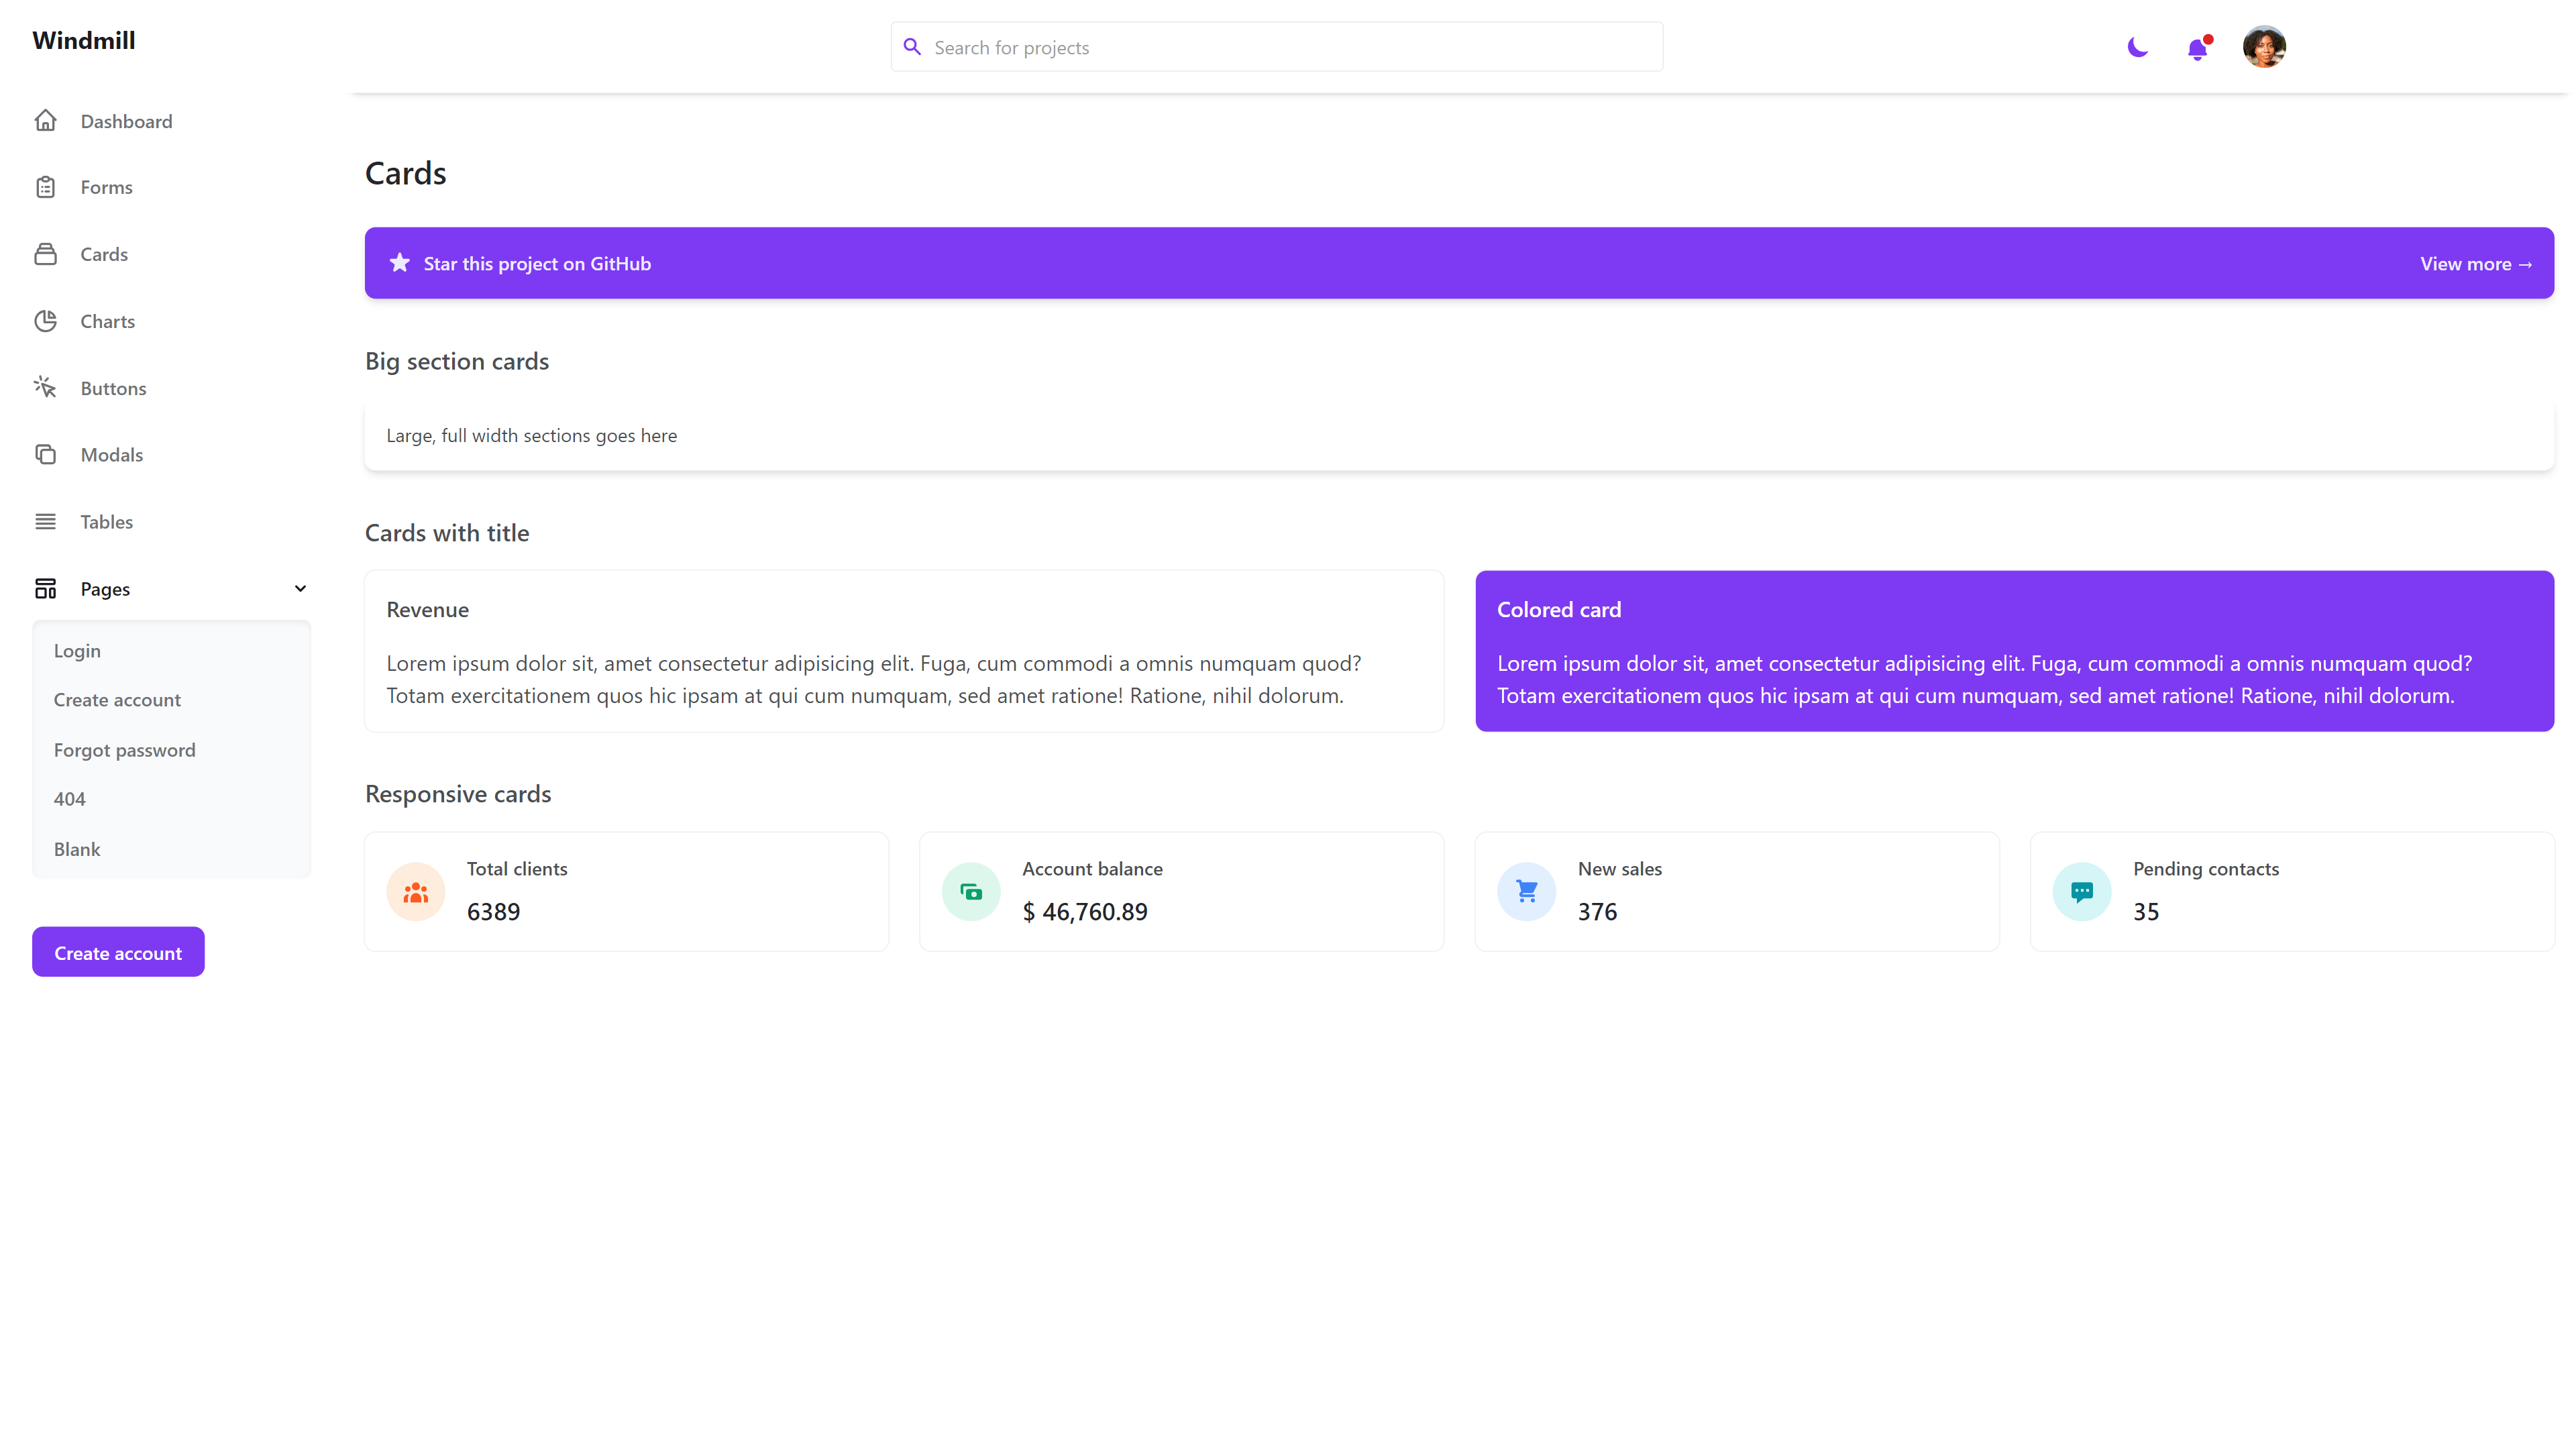 Windmill
Search for projects
Dashboard
Forms
Cards
Charts
Buttons
Modals
Tables
Pages
Login
Create account
Forgot password
404
Blank
Create account
Cards
Star this project on GitHub
View more →
Big section cards
Large, full width sections goes here
Cards with title
Revenue
Lorem ipsum dolor sit, amet consectetur adipisicing elit. Fuga, cum commodi a omnis numquam quod?
Totam exercitationem quos hic ipsam at qui cum numquam, sed amet ratione! Ratione, nihil dolorum.
Colored card
Lorem ipsum dolor sit, amet consectetur adipisicing elit. Fuga, cum commodi a omnis numquam quod?
Totam exercitationem quos hic ipsam at qui cum numquam, sed amet ratione! Ratione, nihil dolorum.
Responsive cards
Total clients
6389
Account balance
$ 46,760.89
New sales
376
Pending contacts
35